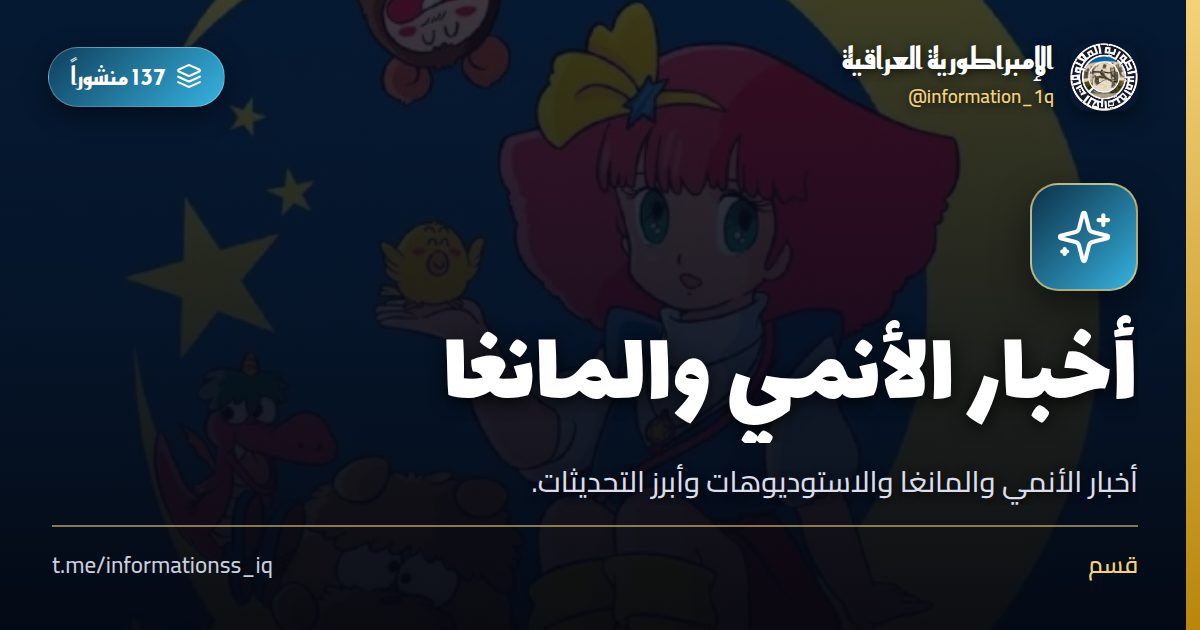 الإمبراطورية العراقية
@information_1q
137 منشوراً
أخبار الأنمي والمانغا
أخبار الأنمي والمانغا والاستوديوهات وأبرز التحديثات.
قسم
t.me/informationss_iq